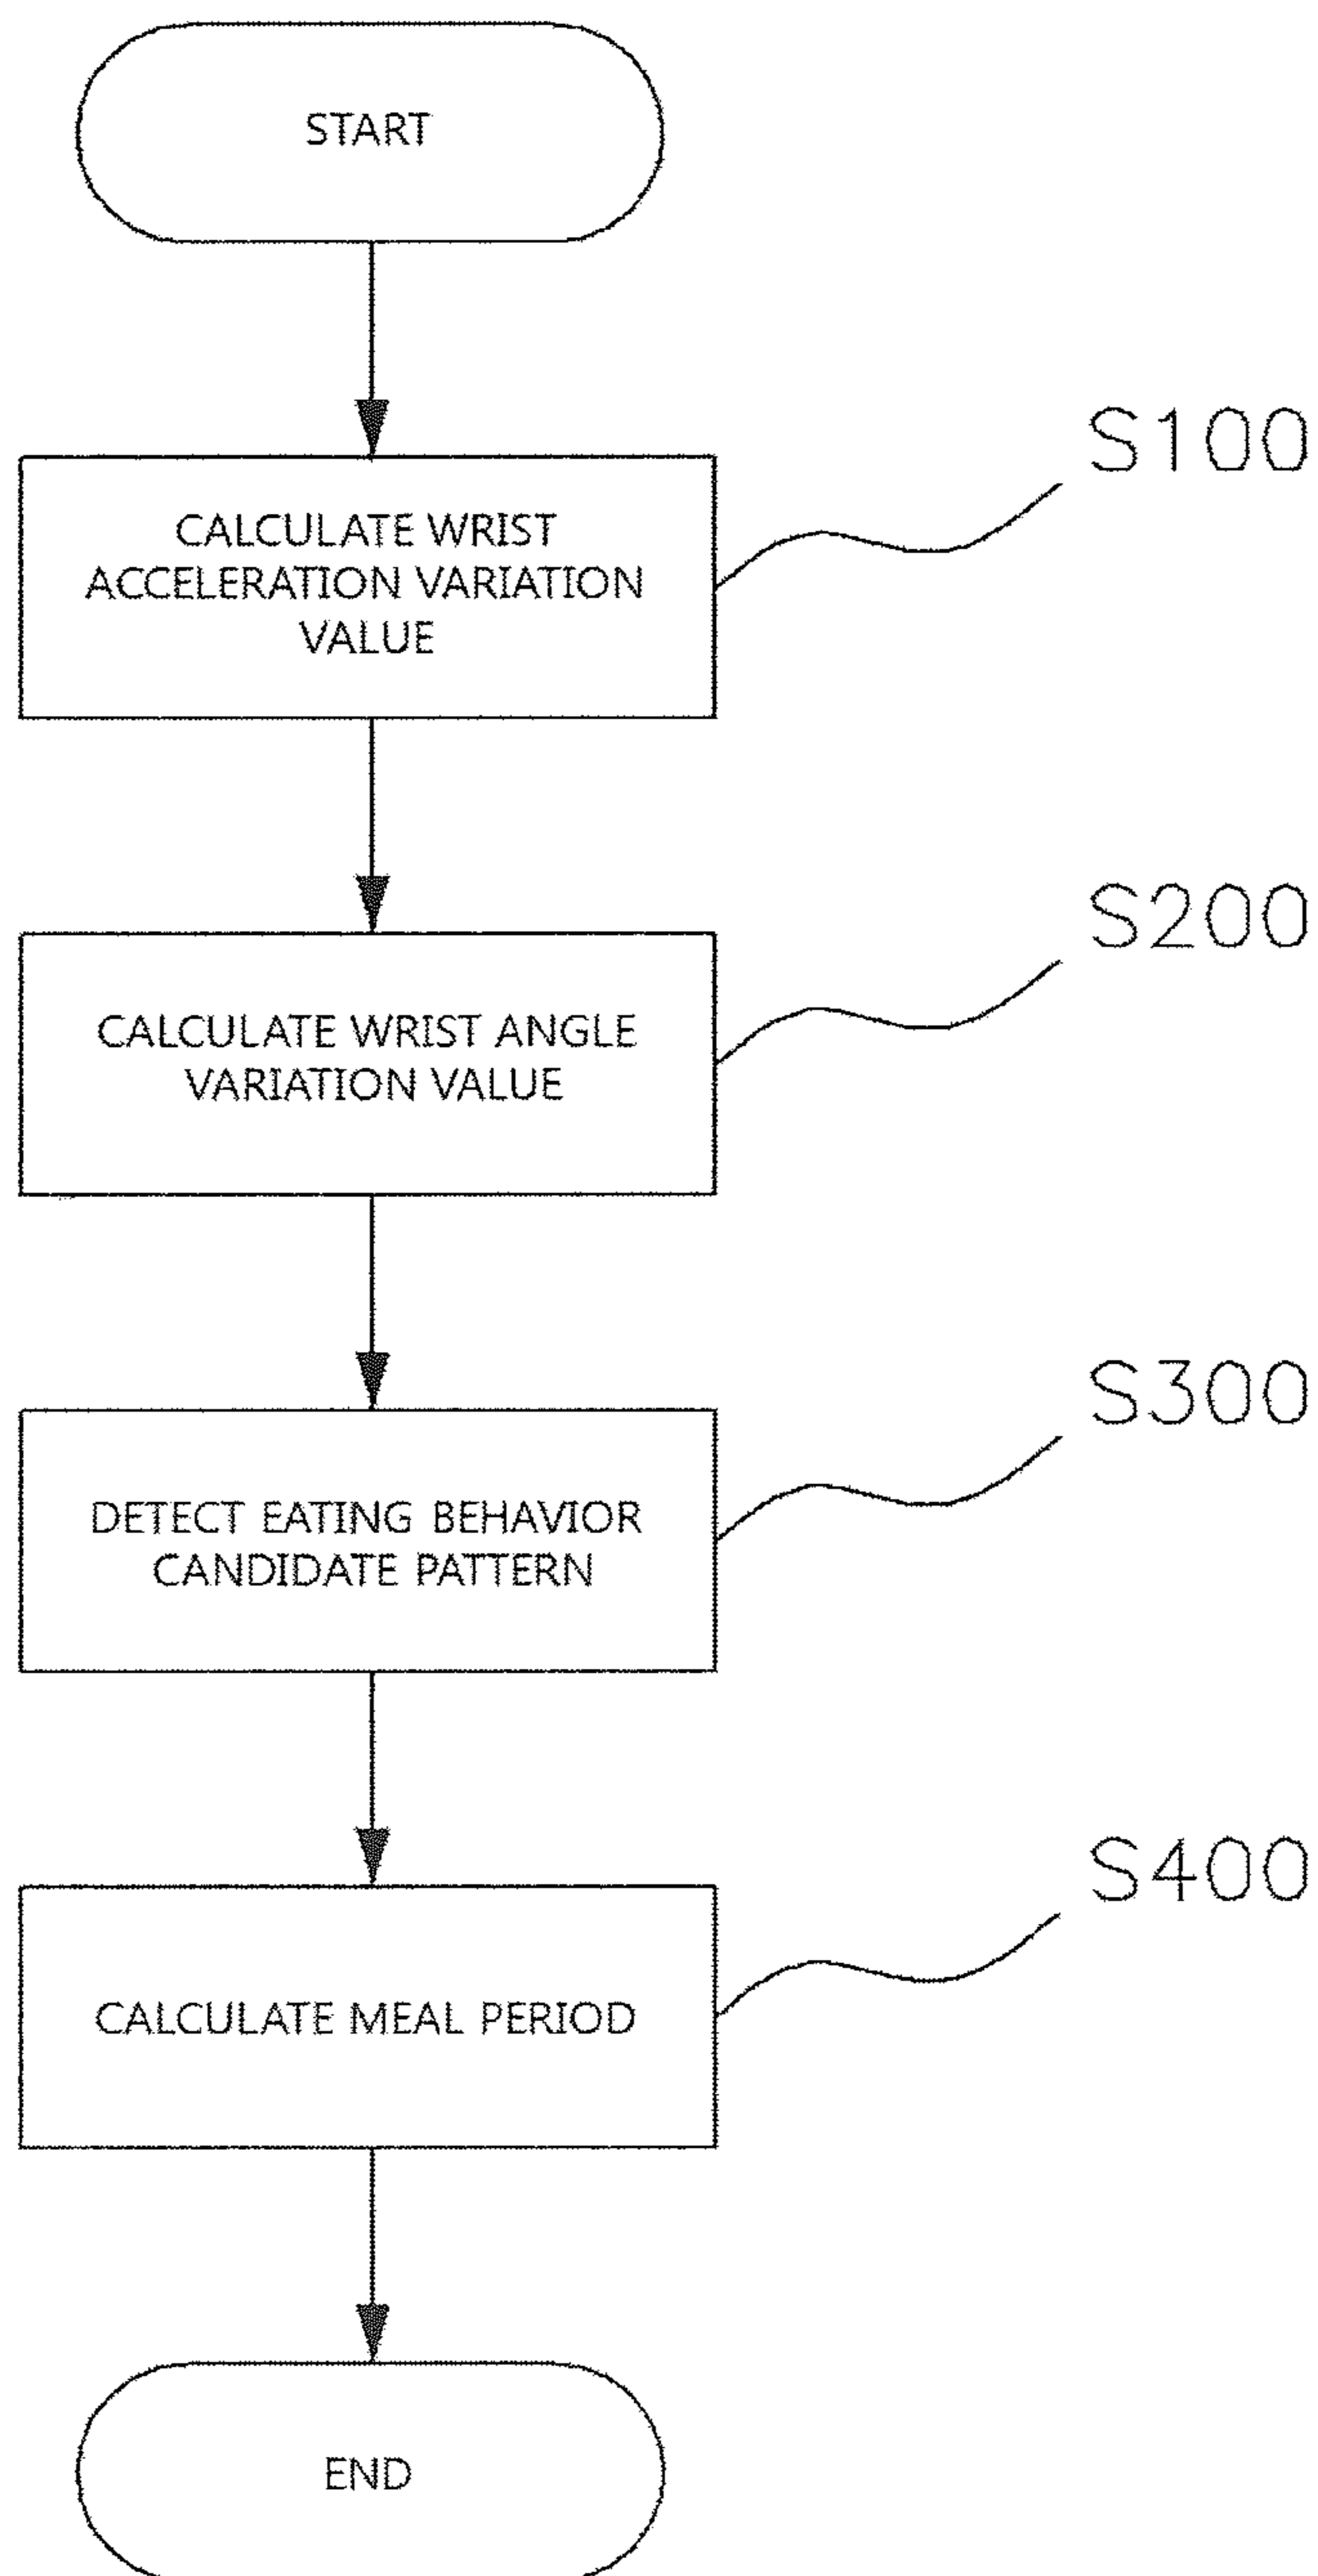 START
S100
CALCULATE WRIST
ACCELERATION VARIATION
VALUE
S200
CALCULATE WRIST ANGLE
VARIATION VALUE
S300
DETECT EATING BEHAVIOR
CANDIDATE PATTERN
S400
CALCULATE MEAL PERIOD
END